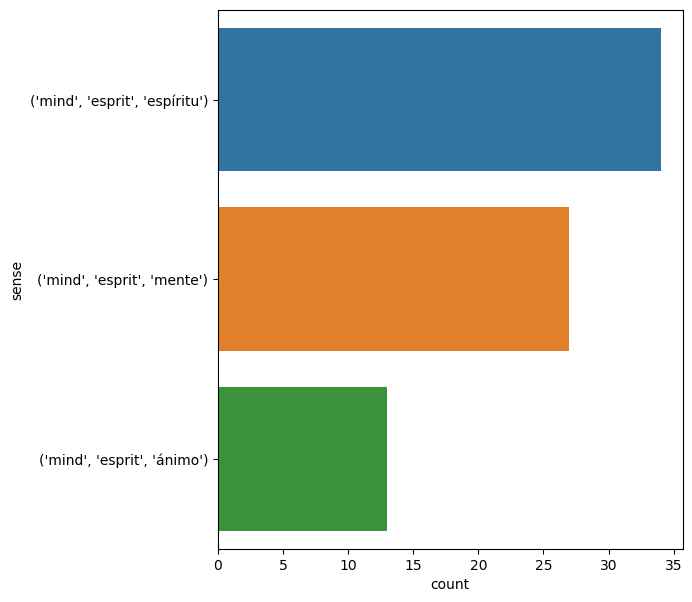 ('mind', 'esprit', 'espíritu')
('mind', 'esprit', 'mente')
('mind', 'esprit', 'ánimo')
sense
0 5 10 15 20 25 30 35
count